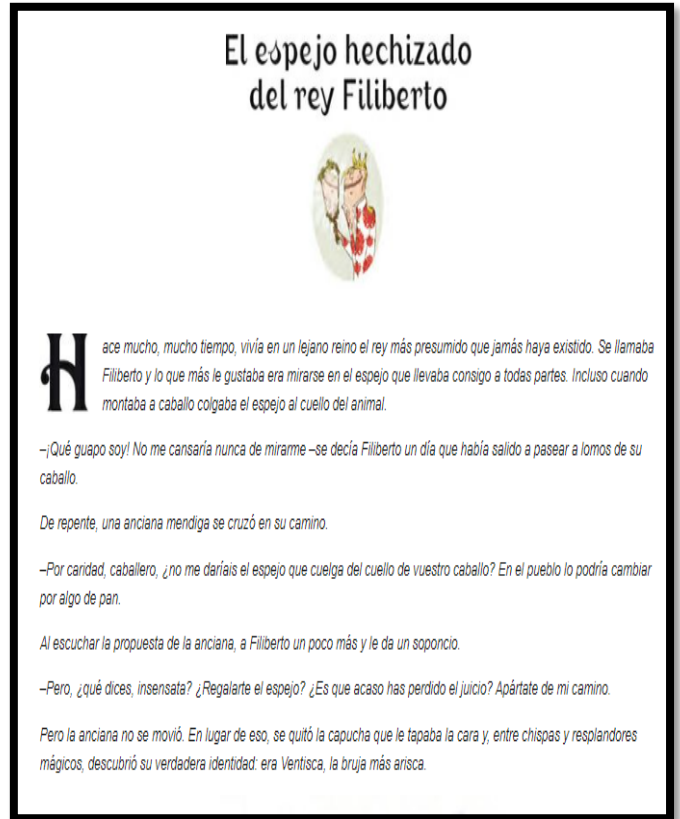 El espejo hechizado
del rey Filiberto
Hace mucho, mucho tiempo, vivía en un lejano reino el rey más presumido que jamás haya existido. Se llamaba
Filiberto y lo que más le gustaba era mirarse en el espejo que llevaba consigo a todas partes. Incluso cuando
montaba a caballo colgaba el espejo al cuello del animal.
–¡Qué guapo soy! No me cansaría nunca de mirarme –se decía Filiberto un día que había salido a pasear a lomos de su
caballo.
De repente, una anciana mendiga se cruzó en su camino.
–Por caridad, caballero, ¿no me daríais el espejo que cuelga del cuello de vuestro caballo? En el pueblo lo podría cambiar
por algo de pan.
Al escuchar la propuesta de la anciana, a Filiberto un poco más y le da un soponcio.
–Pero, ¿qué dices, insensata? ¿Regalarte el espejo? ¿Es que acaso has perdido el juicio? Apártate de mi camino.
Pero la anciana no se movió. En lugar de eso, se quitó la capucha que le tapaba la cara y, entre chispas y resplandores
mágicos, descubrió su verdadera identidad: era Ventisca, la bruja más arisca.